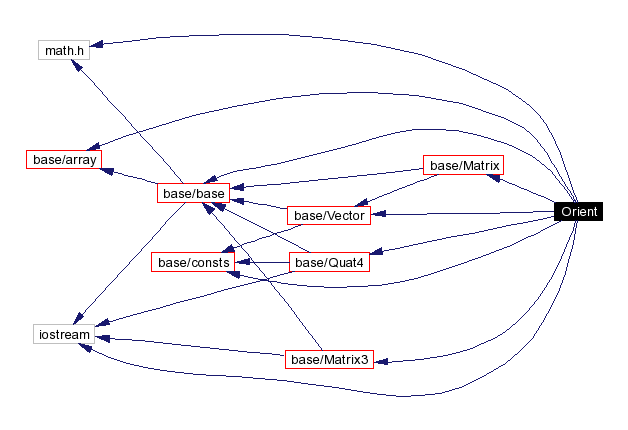 math.h
base/array
base/Matrix
base/base
Orient
base/Vector
base/consts
base/Quat4
iostream
base/Matrix3